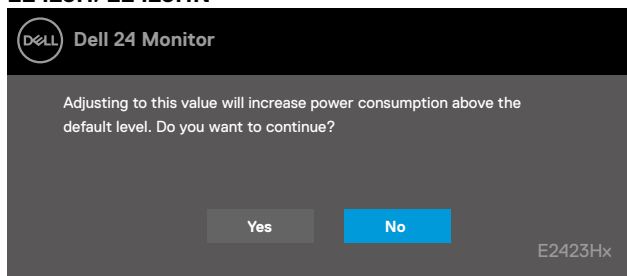 DELL Dell 24 Monitor
Adjusting to this value will increase power consumption above the
default level. Do you want to continue?
Yes No
E2423Hx